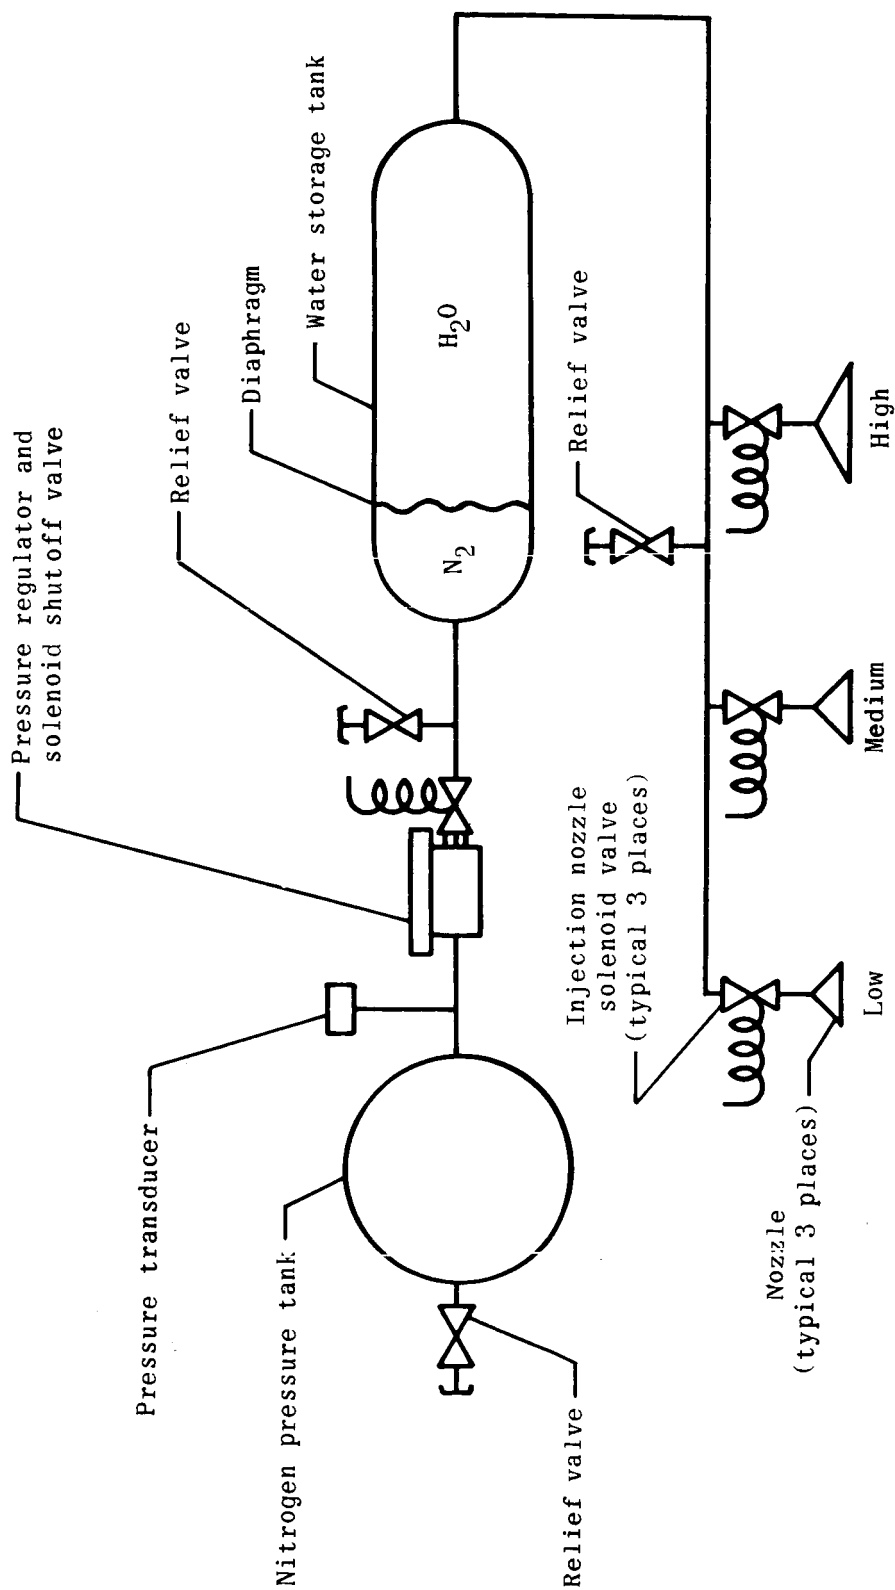 Pressure regulator and
solenoid shutoff valve
Relief valve
Diaphragm
Water storage tank
Pressure transducer
Nitrogen pressure tank
N2
H2O
Relief valve
Relief valve
Injection nozzle
solenoid valve
(typical 3 places)
Nozzle
(typical 3 places)
Low
Medium
High